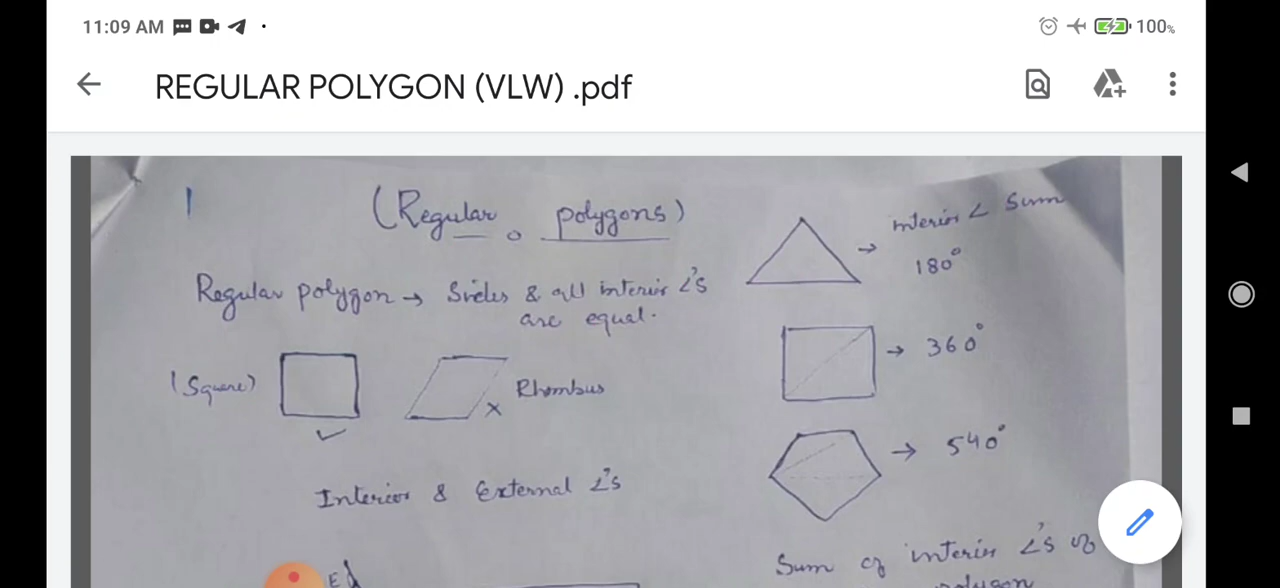 11:09 AM
100%
REGULAR POLYGON (VLW) .pdf
(Regular polygons)
Regular polygon → Sides & all interior ∠'s
are equal.
(Square)
Rhombus
Interior & External ∠'s
interior ∠ Sum
180°
→ 360°
→ 540°
Sum of interior ∠'s of
polygon